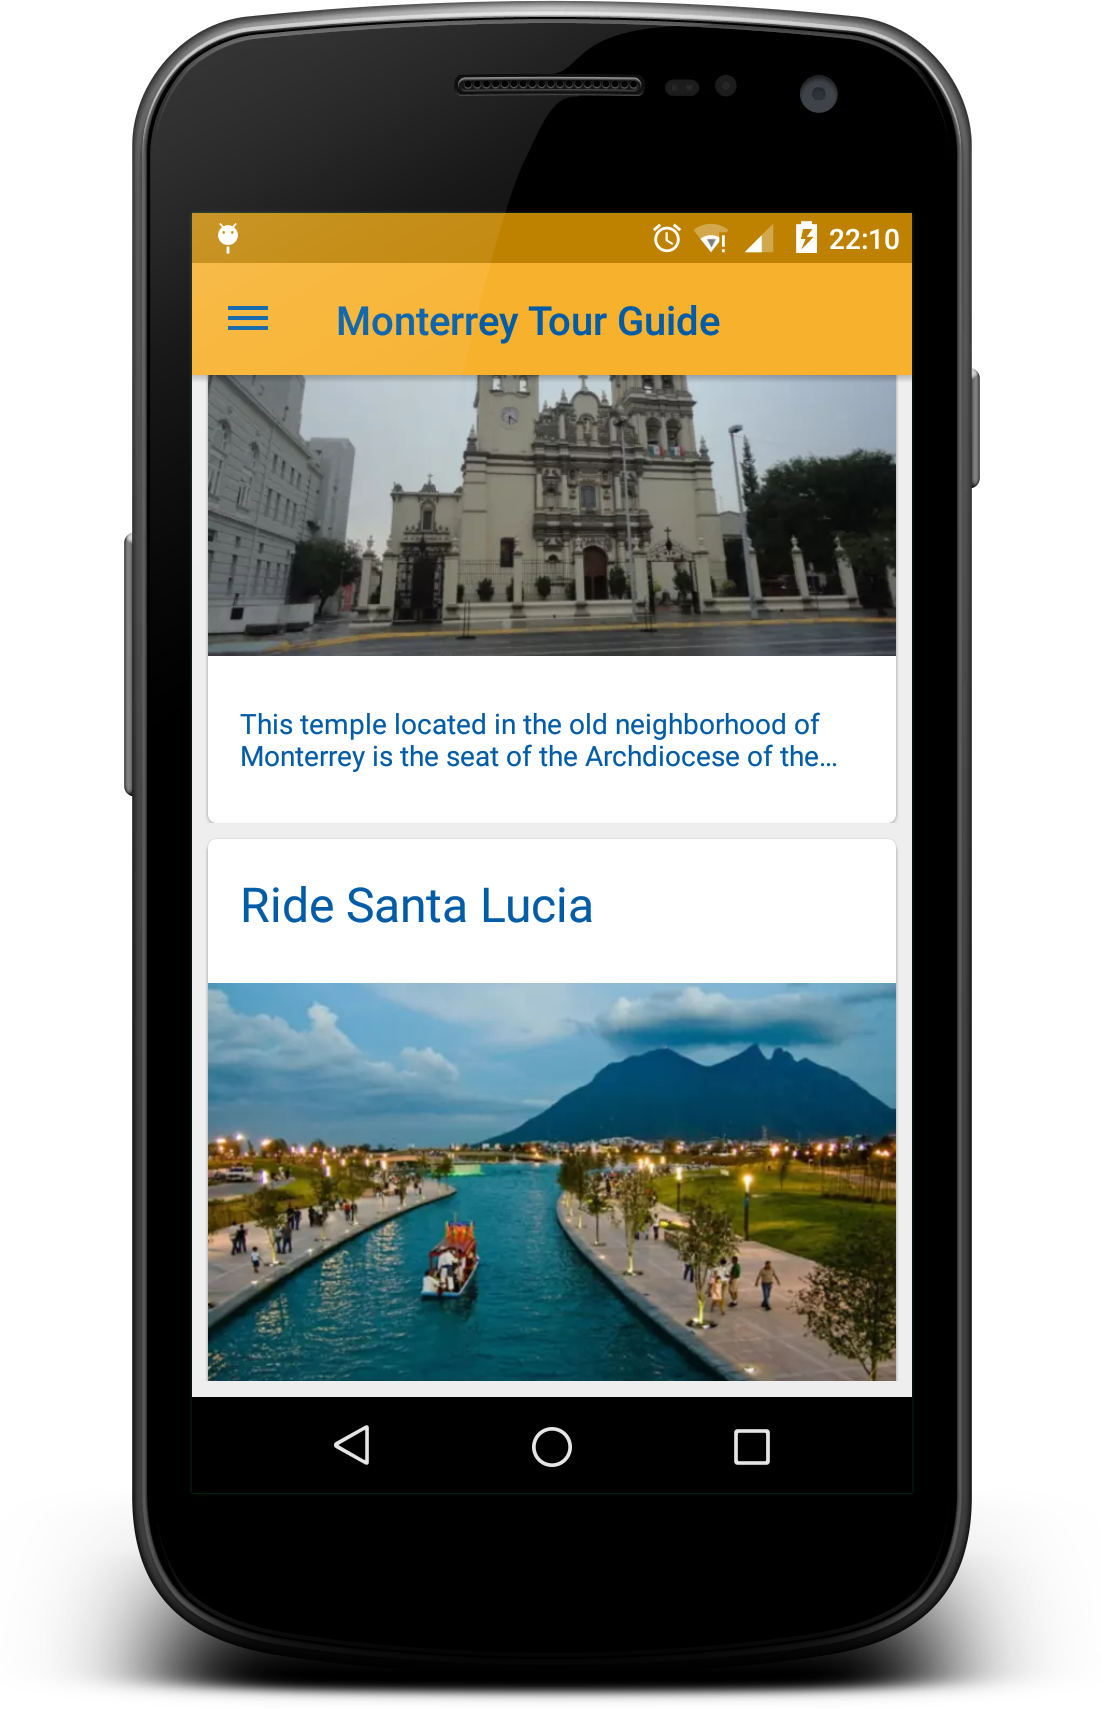 22:10
Monterrey Tour Guide
This temple located in the old neighborhood of
Monterrey is the seat of the Archdiocese of the...
Ride Santa Lucia